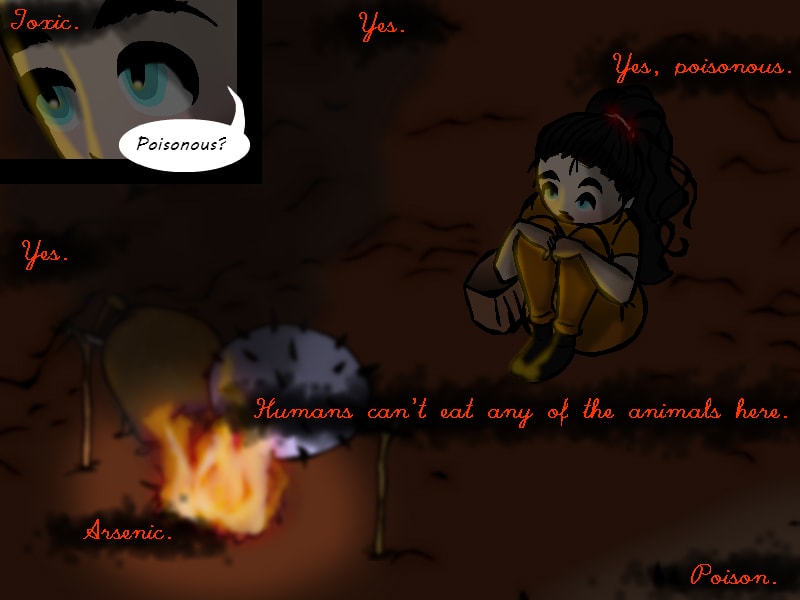 Toxic.
Yes.
Yes, poisonous.
Poisonous?
Yes.
Humans can't eat any of the animals here.
Arsenic.
Poison.